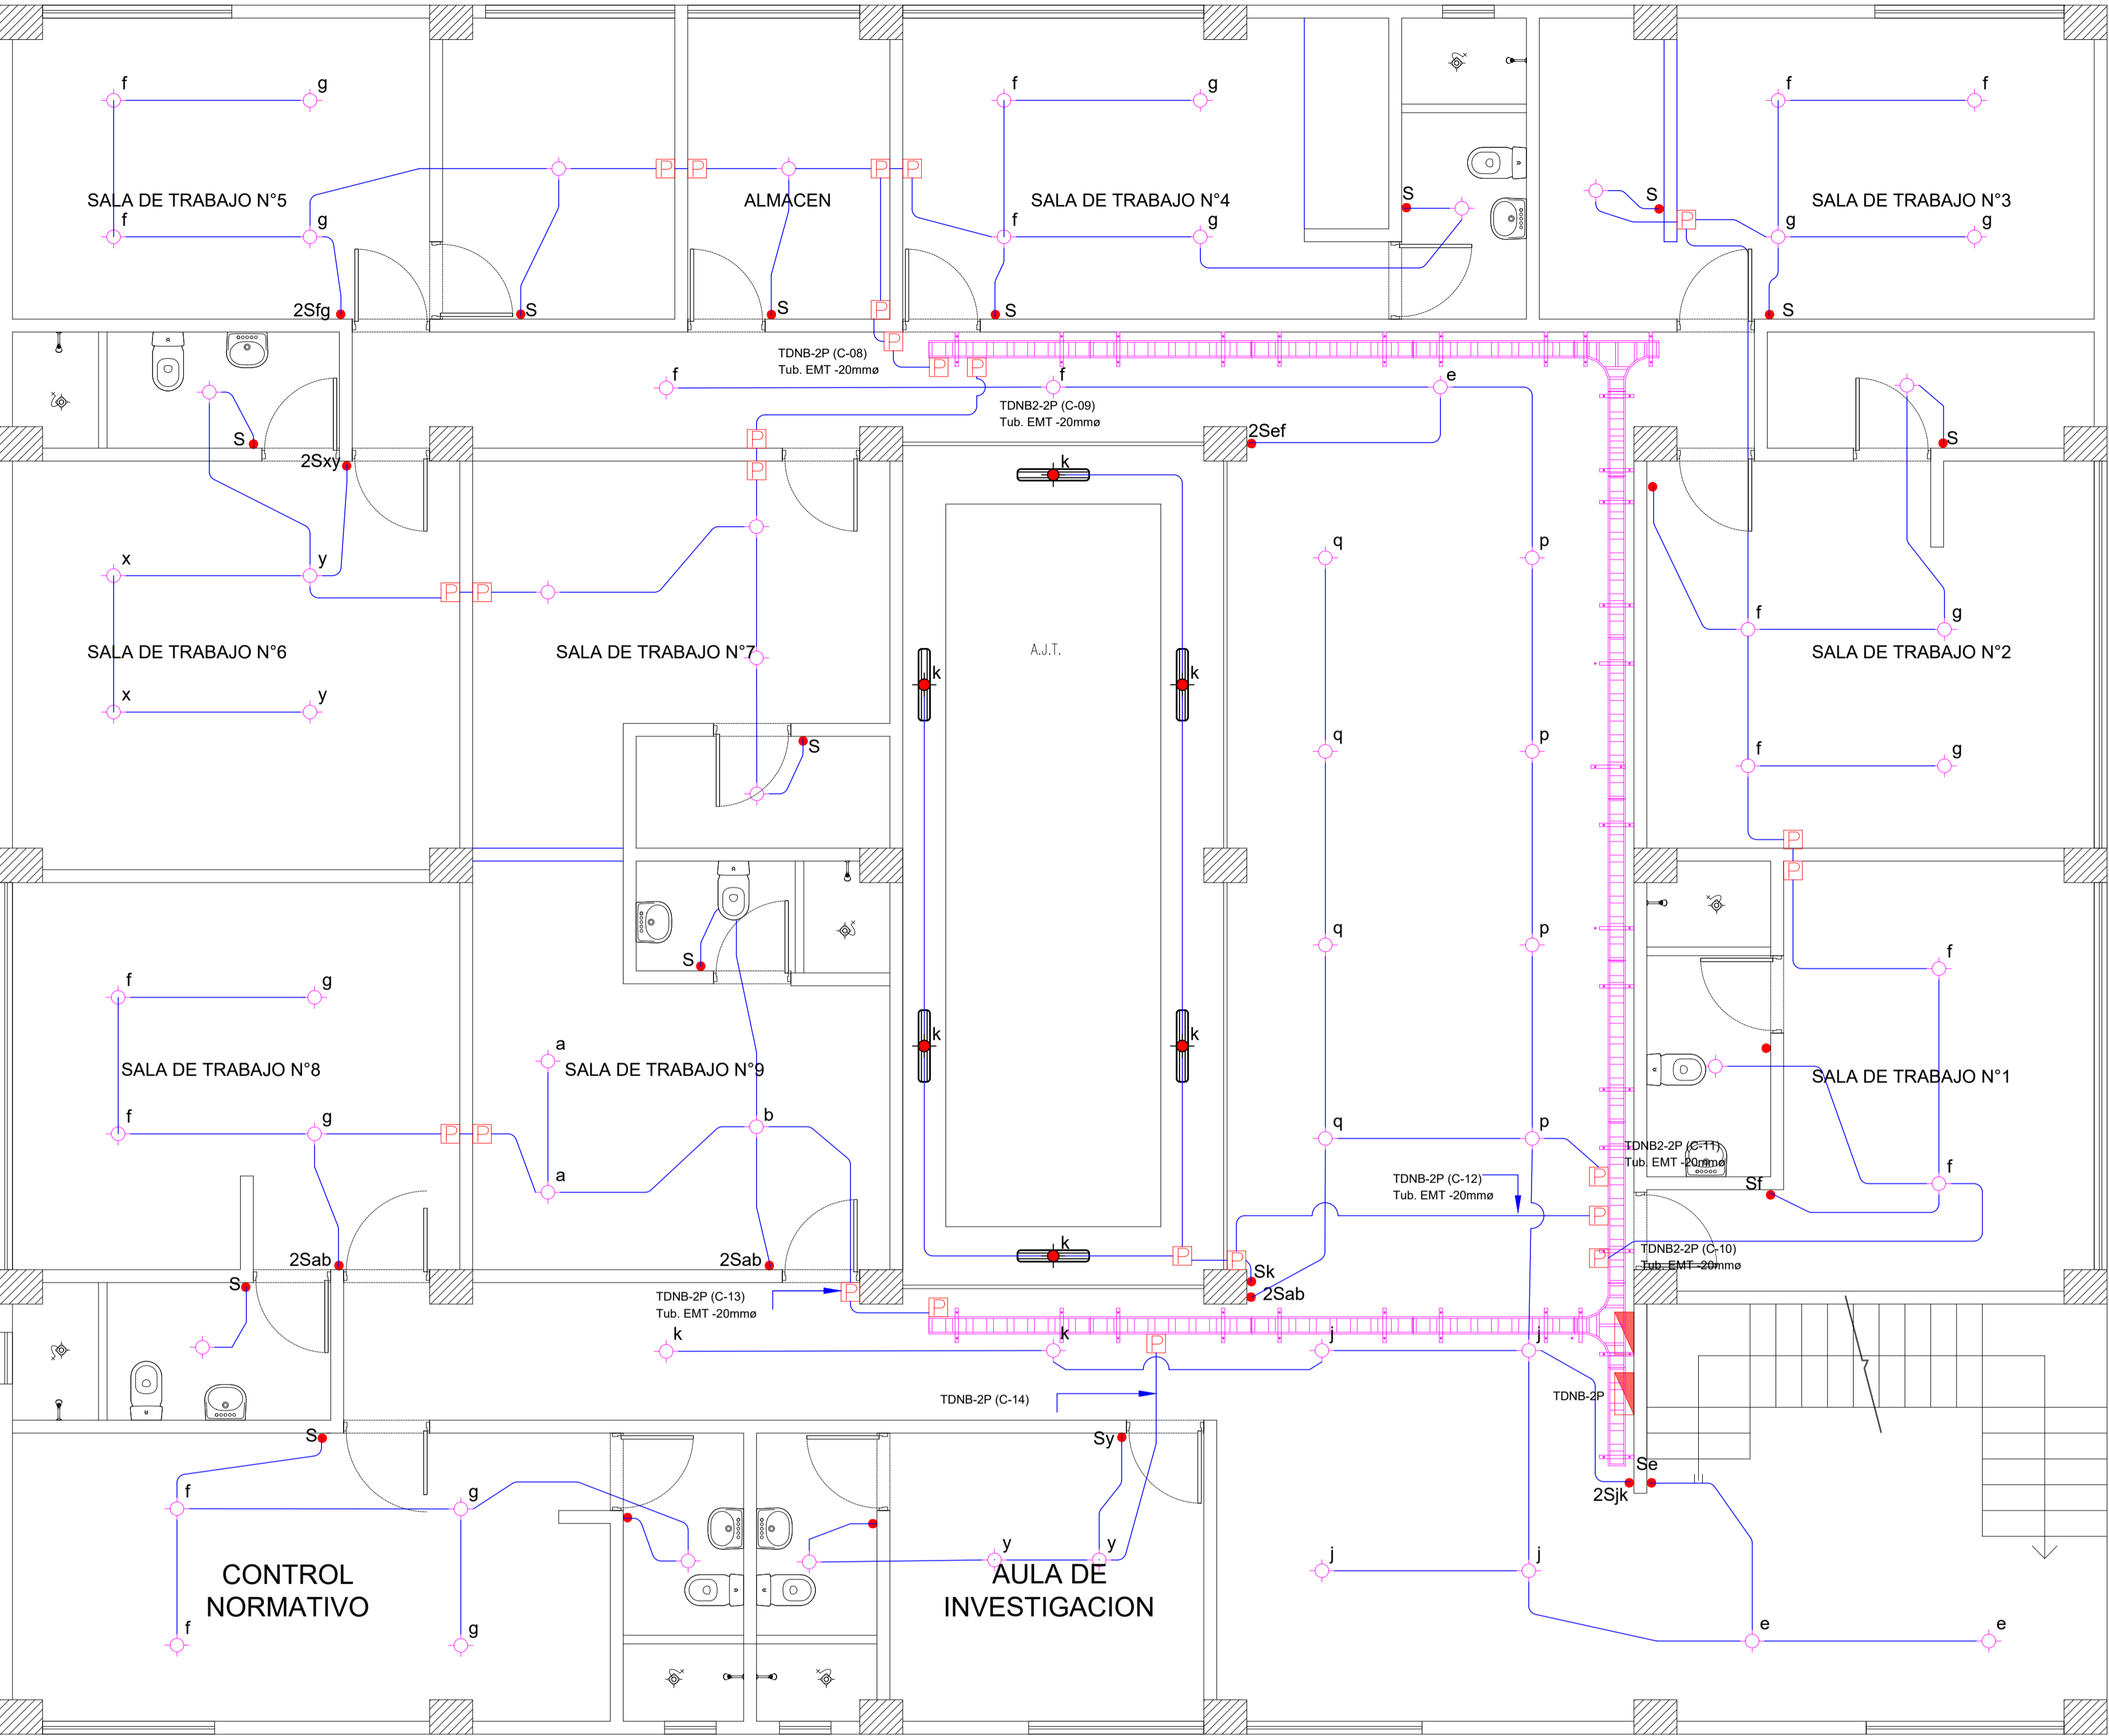 f
g
f
g
f
f
P
P
P
P
S
S
SALA DE TRABAJO N°5
ALMACEN
SALA DE TRABAJO N°4
SALA DE TRABAJO N°3
P
f
g
f
g
g
g
2Sfg
S
S
P
S
S
P
TDNB-2P (C-08)
Tub. EMT -20mmø
P
P
f
f
e
TDNB2-2P (C-09)
Tub. EMT -20mmø
S
P
2Sef
S
2Sxy
P
k
q
p
x
y
P
P
f
g
SALA DE TRABAJO N°6
SALA DE TRABAJO N°7
A.J.T.
SALA DE TRABAJO N°2
k
k
x
y
S
q
p
f
g
P
P
q
p
f
S
f
g
k
k
a
SALA DE TRABAJO N°8
SALA DE TRABAJO N°9
SALA DE TRABAJO N°1
f
g
P
P
b
q
p
TDNB2-2P (C-11)
Tub. EMT -20mmø
a
P
TDNB-2P (C-12)
Tub. EMT -20mmø
f
Sf
P
2Sab
2Sab
k
P
P
P
TDNB2-2P (C-10)
Tub. EMT -20mmø
Sk
2Sab
S
P
TDNB-2P (C-13)
Tub. EMT -20mmø
P
k
k
P
j
j
TDNB-2P (C-14)
TDNB-2P
S
Sy
Se
2Sjk
f
g
y
y
j
j
CONTROL
NORMATIVO
AULA DE
INVESTIGACION
f
g
e
e